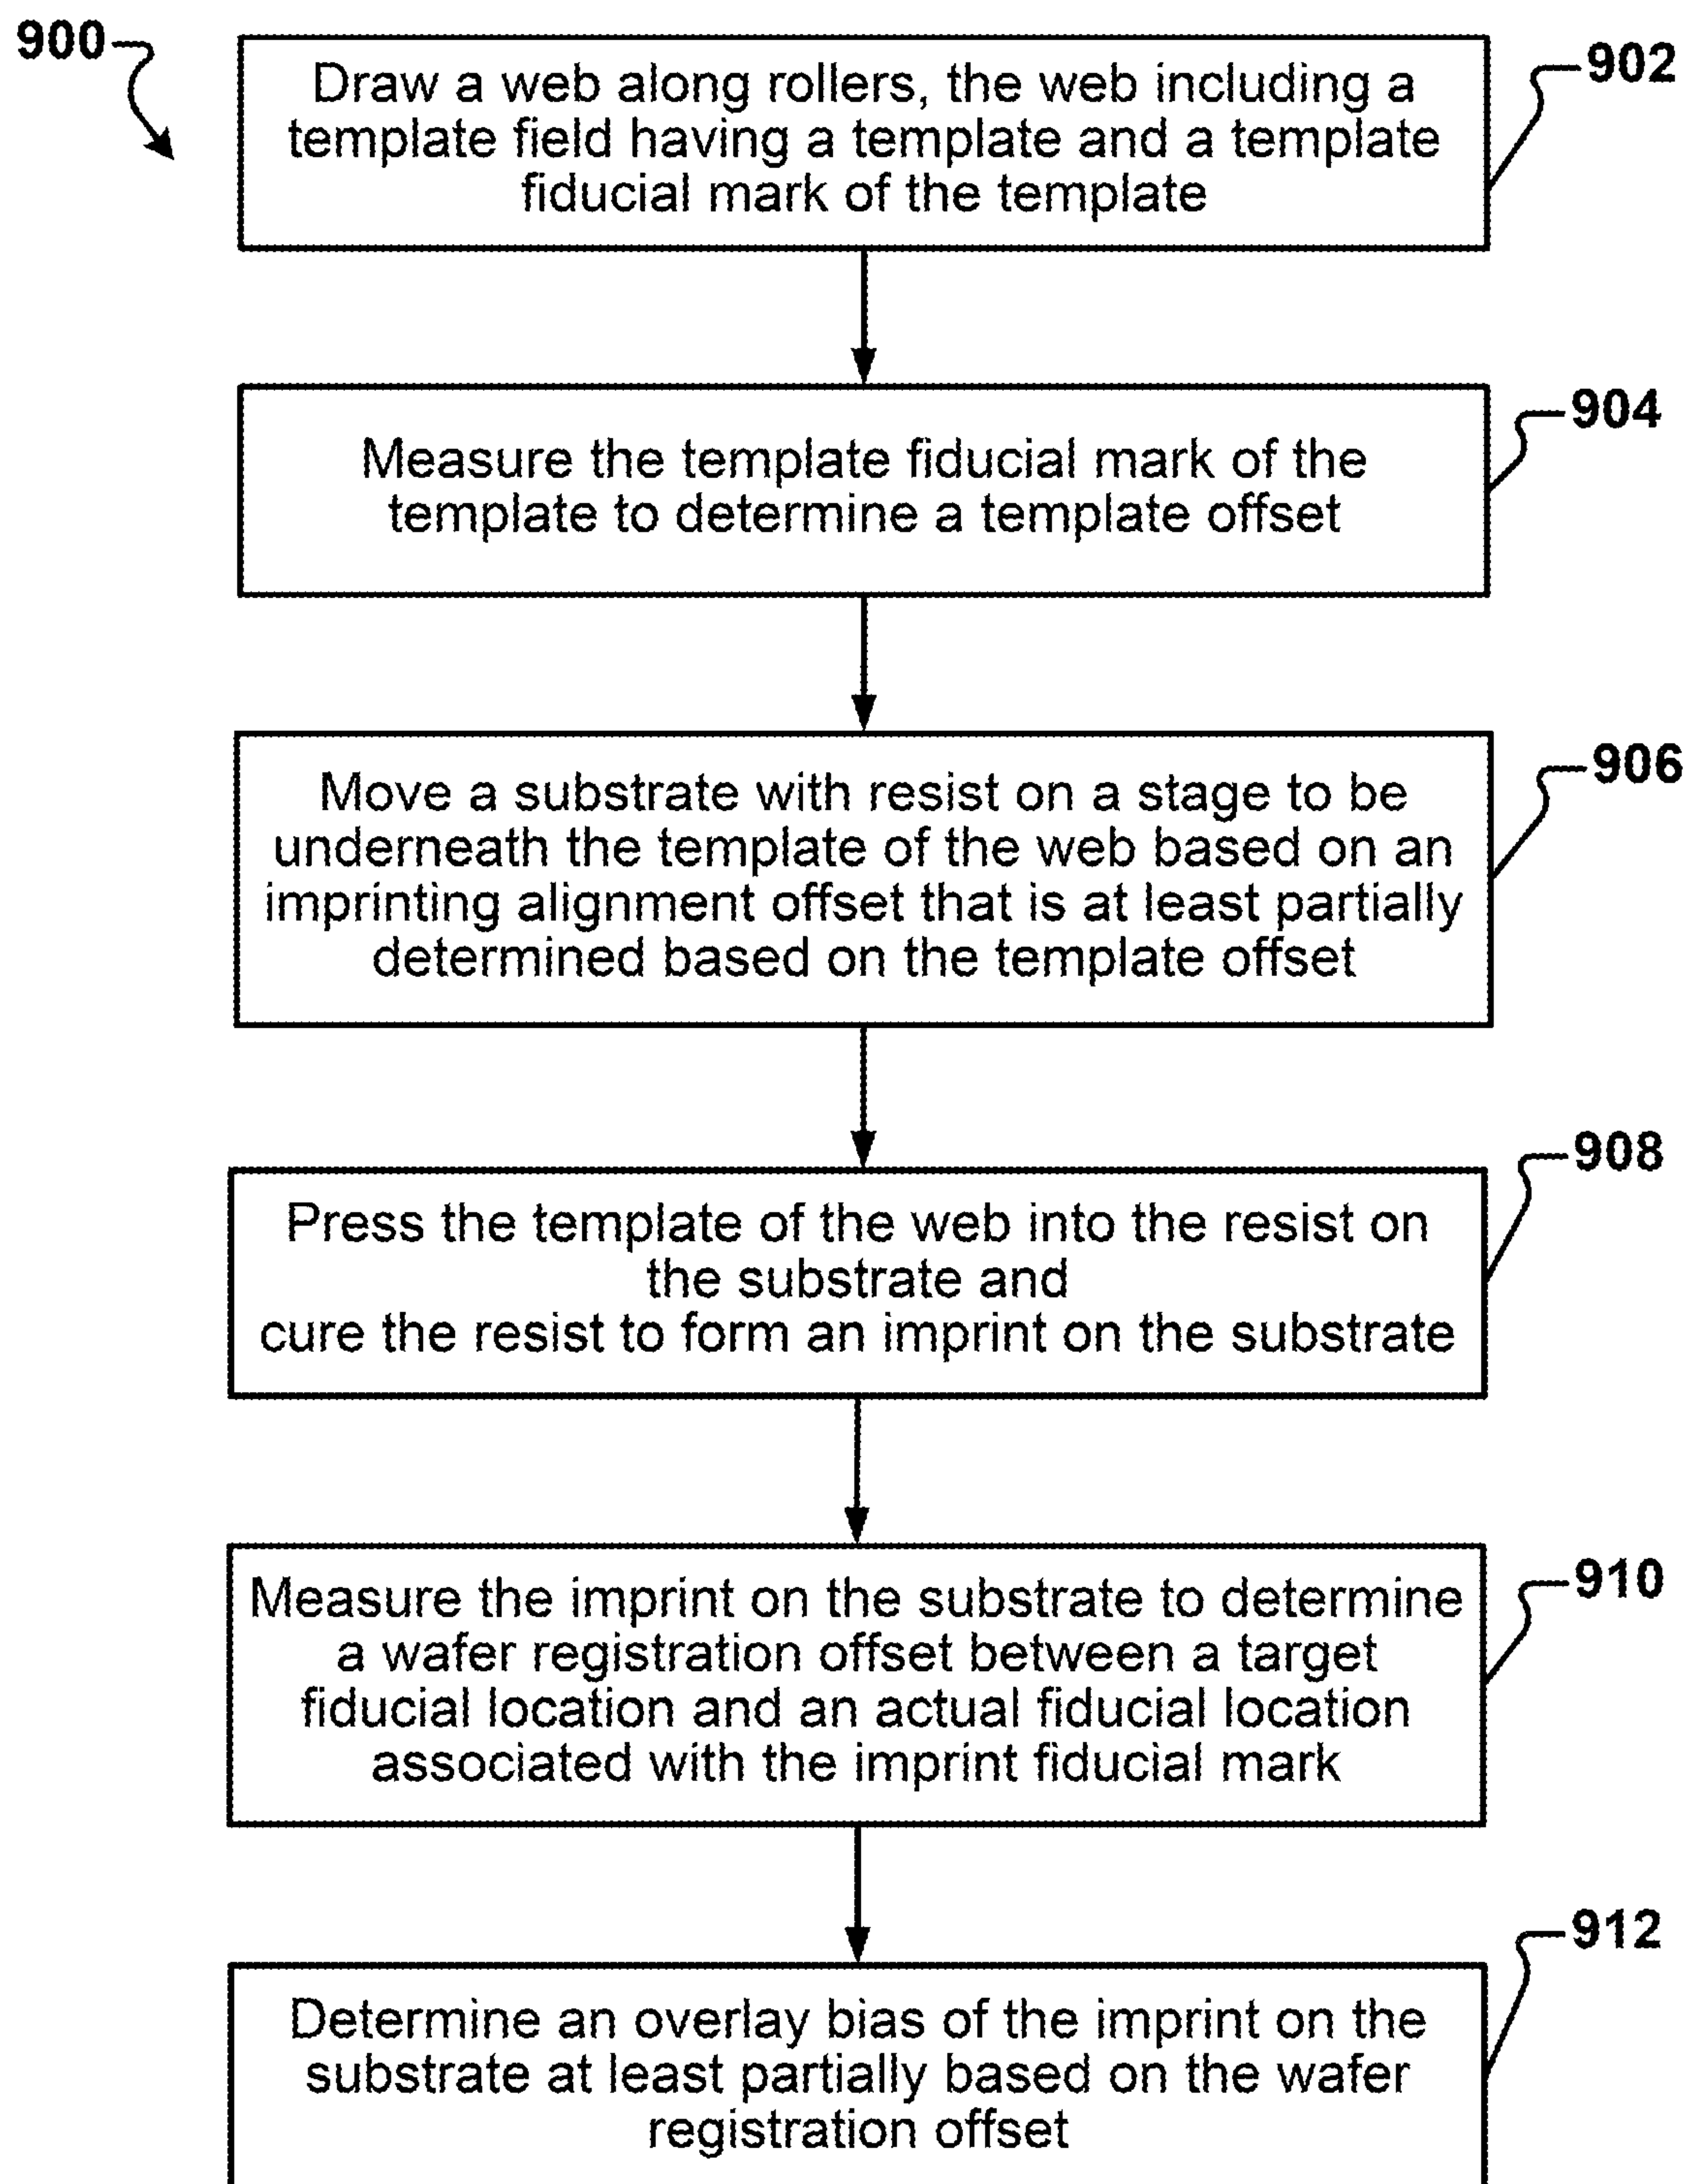 900
Draw a web along rollers, the web including a
template field having a template and a template
fiducial mark of the template
902
Measure the template fiducial mark of the
template to determine a template offset
904
Move a substrate with resist on a stage to be
underneath the template of the web based on an
imprinting alignment offset that is at least partially
determined based on the template offset
906
Press the template of the web into the resist on
the substrate and
cure the resist to form an imprint on the substrate
908
Measure the imprint on the substrate to determine
a wafer registration offset between a target
fiducial location and an actual fiducial location
associated with the imprint fiducial mark
910
Determine an overlay bias of the imprint on the
substrate at least partially based on the wafer
registration offset
912